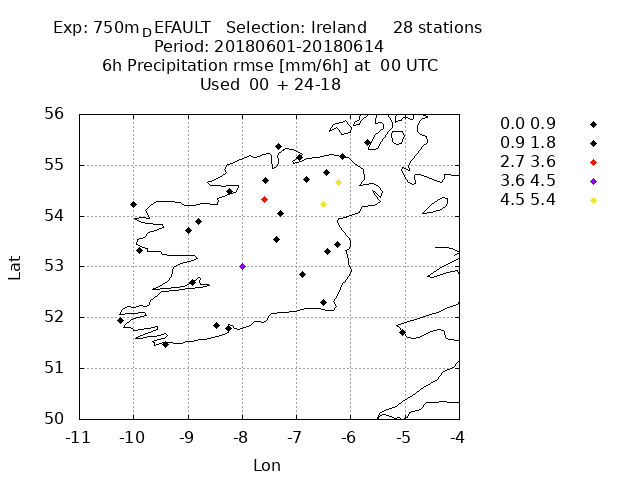 Exp: 750m_DEFAULT Selection: Ireland 28 stations
Period: 20180601-20180614
6h Precipitation rmse [mm/6h] at 00 UTC
Used 00 + 24-18
56
55
54
53
52
51
50
-11 -10 -9 -8 -7 -6 -5 -4
Lat
Lon
0.0 0.9
0.9 1.8
2.7 3.6
3.6 4.5
4.5 5.4